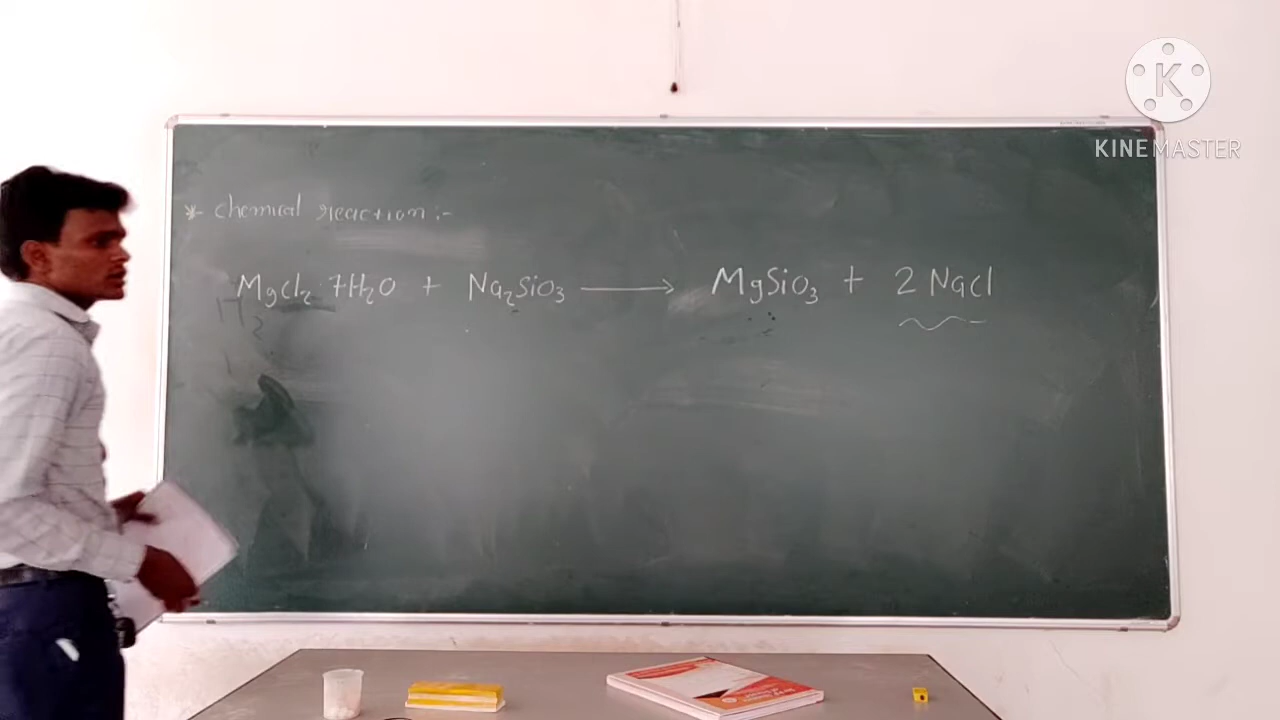 K
KINEMASTER
* chemical reaction :-
MgCl₂·7H₂O + Na₂SiO₃ ⟶ MgSiO₃ + 2 NaCl